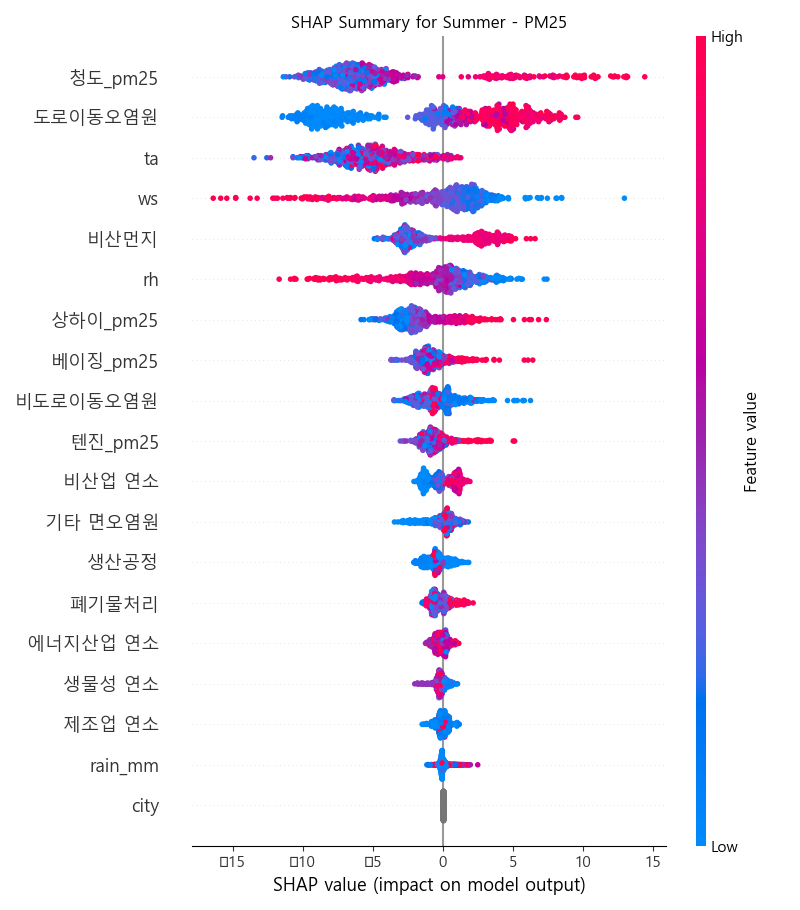 SHAP Summary for Summer - PM25
High
청도_pm25
도로이동오염원
ta
ws
비산먼지
rh
상하이_pm25
베이징_pm25
비도로이동오염원
텐진_pm25
비산업 연소
기타 면오염원
생산공정
폐기물처리
에너지산업 연소
생물성 연소
제조업 연소
rain_mm
city
Feature value
Low
□15 □10 □5 0 5 10 15
SHAP value (impact on model output)